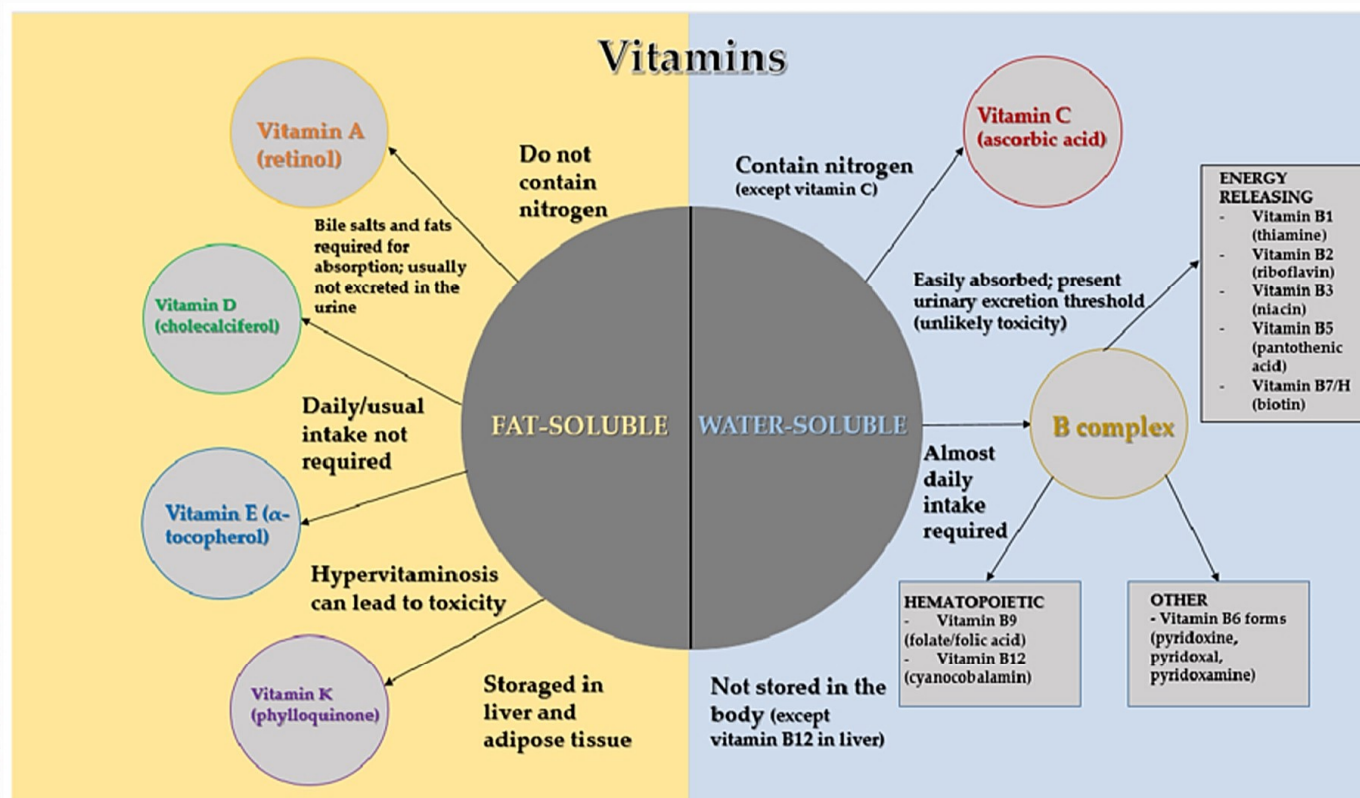 Vitamins
Vitamin A
(retinol)
Do not
contain
nitrogen
Bile salts and fats
required for
absorption; usually
not excreted in the
urine
Vitamin D
(cholecalciferol)
Daily/usual
intake not
required
Vitamin E (α-
tocopherol)
Hypervitaminosis
can lead to toxicity
Vitamin K
(phylloquinone)
Storaged in
liver and
adipose tissue
FAT-SOLUBLE
WATER-SOLUBLE
Contain nitrogen
(except vitamin C)
Vitamin C
(ascorbic acid)
Easily absorbed; present
urinary excretion threshold
(unlikely toxicity)
ENERGY
RELEASING
- Vitamin B1
(thiamine)
- Vitamin B2
(riboflavin)
- Vitamin B3
(niacin)
- Vitamin B5
(pantothenic
acid)
- Vitamin B7/H
(biotin)
B complex
Almost
daily
intake
required
HEMATOPOIETIC
- Vitamin B9
(folate/folic acid)
- Vitamin B12
(cyanocobalamin)
OTHER
- Vitamin B6 forms
(pyridoxine,
pyridoxal,
pyridoxamine)
Not stored in the
body (except
vitamin B12 in liver)